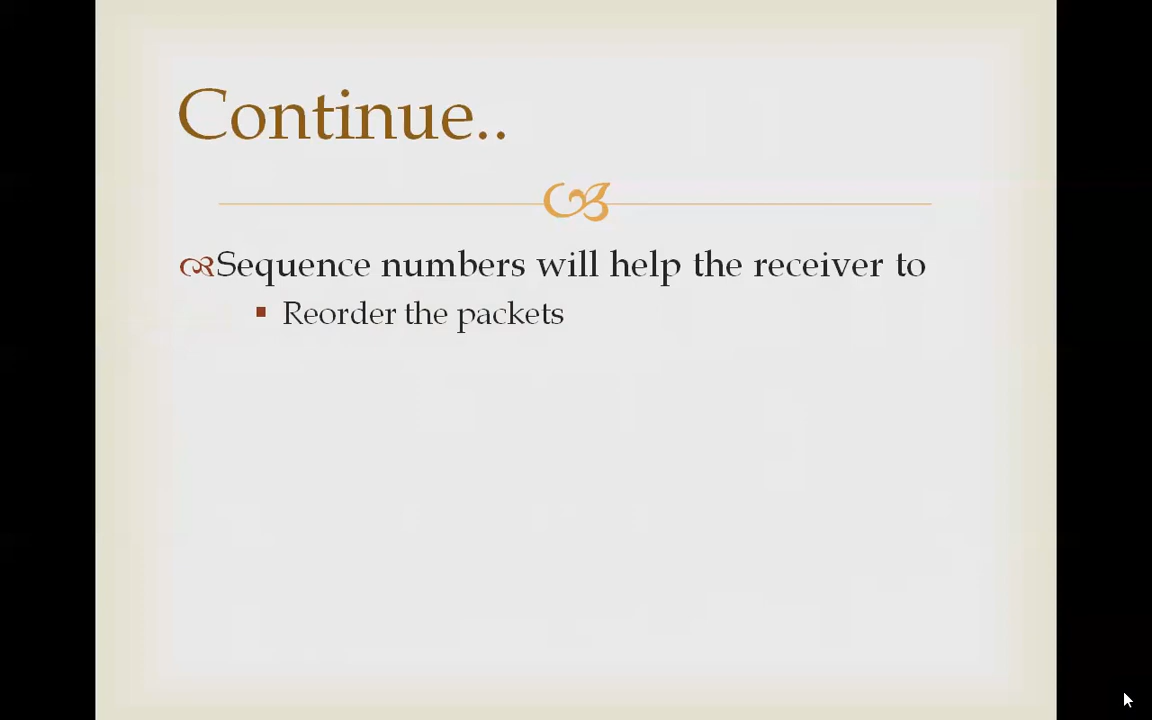 Continue..
Sequence numbers will help the receiver to
Reorder the packets